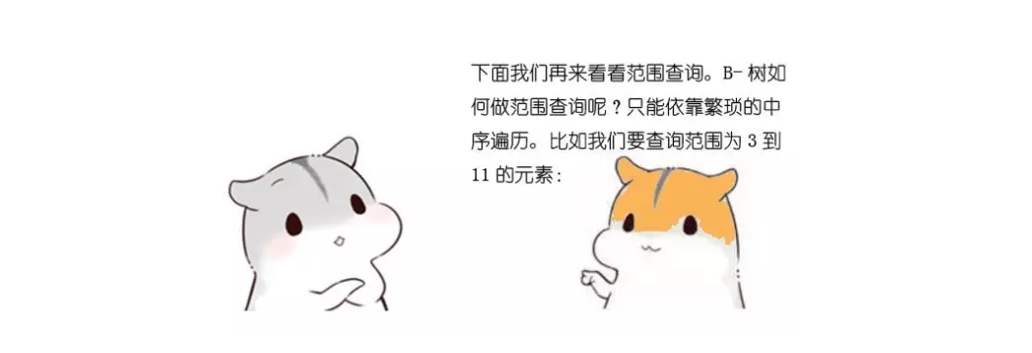 下面我们再来看看范围查询。B-树如
何做范围查询呢？只能依靠繁琐的中
序遍历。比如我们要查询范围为 3 到
11 的元素：